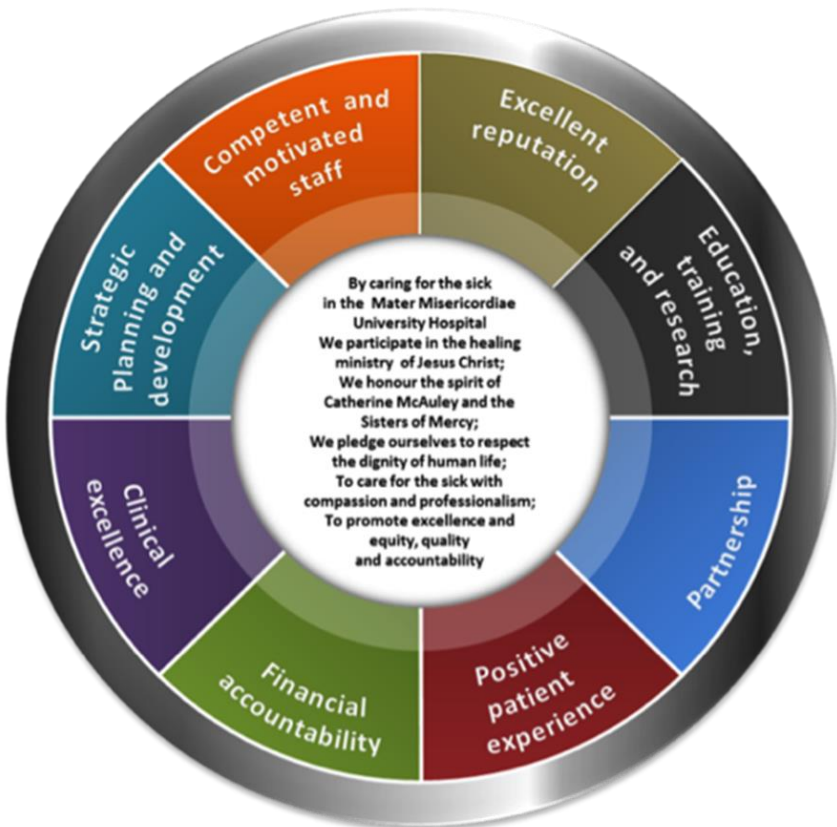 Competent and
motivated
staff
Excellent
reputation
Education,
training
and research
Partnership
Positive
patient
experience
Financial
accountability
Clinical
excellence
Strategic
Planning and
development
By caring for the sick
in the Mater Misericordiae
University Hospital
We participate in the healing
ministry of Jesus Christ;
We honour the spirit of
Catherine McAuley and the
Sisters of Mercy;
We pledge ourselves to respect
the dignity of human life;
To care for the sick with
compassion and professionalism;
To promote excellence and
equity, quality
and accountability